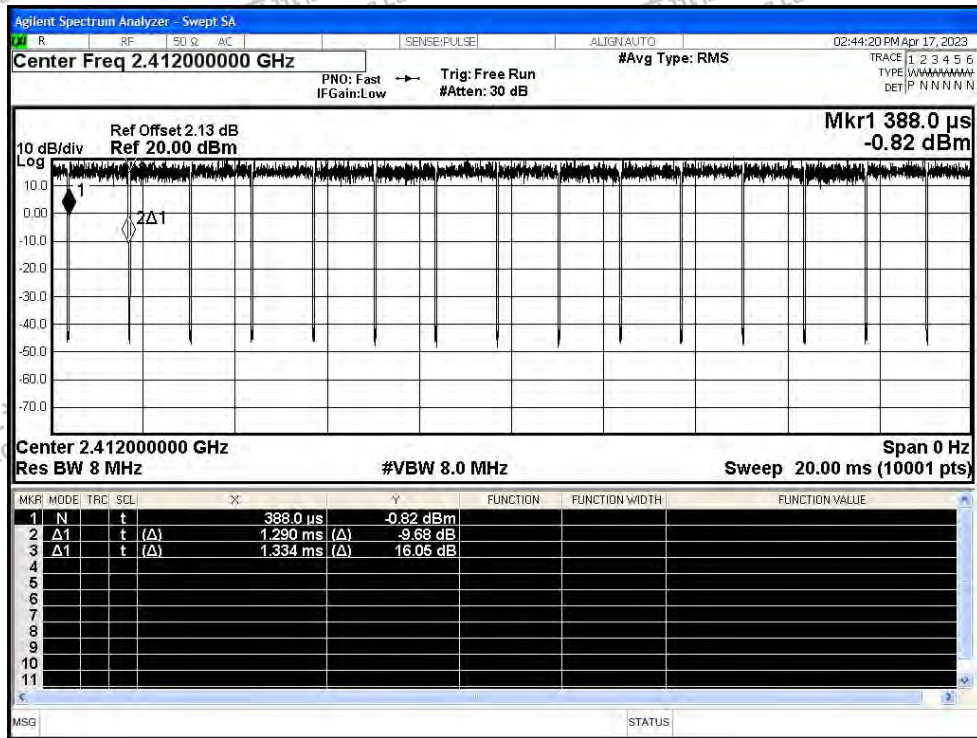 Agilent Spectrum Analyzer - Swept SA
LXI R RF 50 Ω AC SENSE:PULSE ALIGN AUTO 02:44:20 PM Apr 17, 2023
Center Freq 2.412000000 GHz
PNO: Fast
IFGain:Low
Trig: Free Run
#Atten: 30 dB
#Avg Type: RMS
TRACE 1 2 3 4 5 6
TYPE WWWWWW
DET P N N N N N
Mkr1 388.0 µs
-0.82 dBm
10 dB/div
Log
Ref Offset 2.13 dB
Ref 20.00 dBm
10.0
0.00
-10.0
-20.0
-30.0
-40.0
-50.0
-60.0
-70.0
1
2Δ1
Center 2.412000000 GHz Span 0 Hz
Res BW 8 MHz #VBW 8.0 MHz Sweep 20.00 ms (10001 pts)
MKR MODE TRC SCL X Y FUNCTION FUNCTION WIDTH FUNCTION VALUE
1 N t 388.0 µs -0.82 dBm
2 Δ1 t (Δ) 1.290 ms (Δ) -9.68 dB
3 Δ1 t (Δ) 1.334 ms (Δ) 16.05 dB
4
5
6
7
8
9
10
11
MSG STATUS